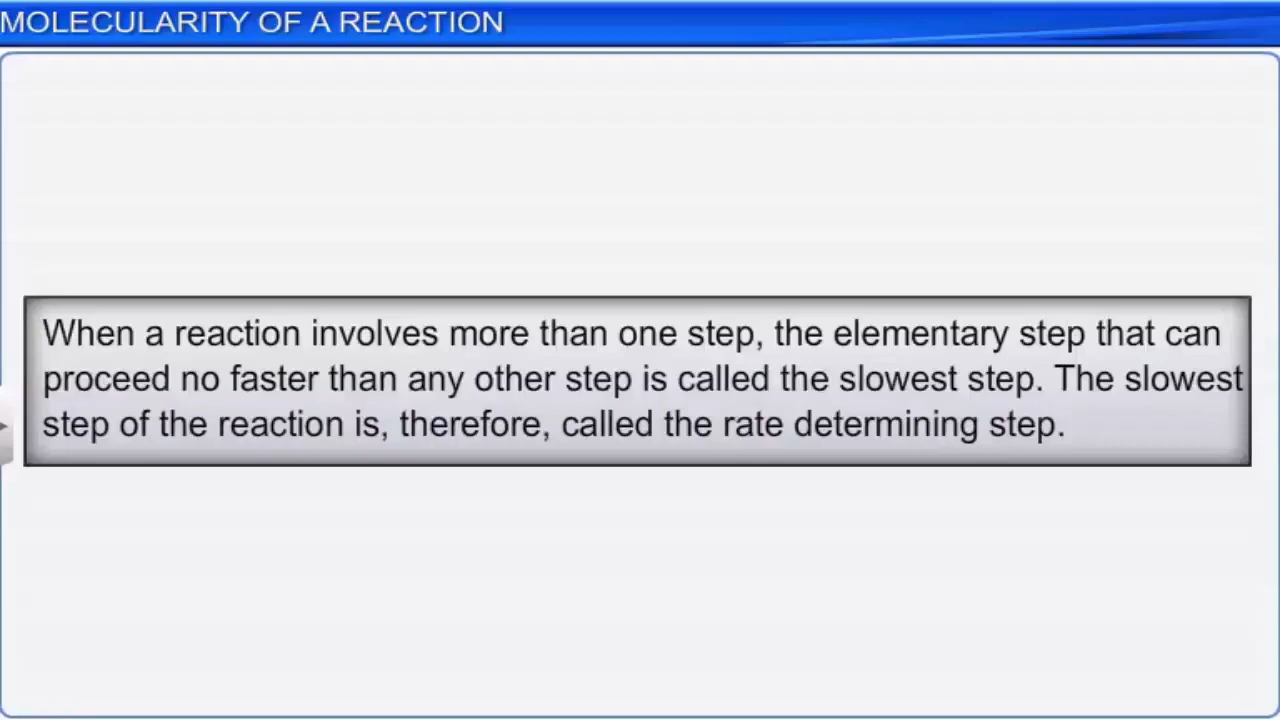 MOLECULARITY OF A REACTION
When a reaction involves more than one step, the elementary step that can
proceed no faster than any other step is called the slowest step. The slowest
step of the reaction is, therefore, called the rate determining step.